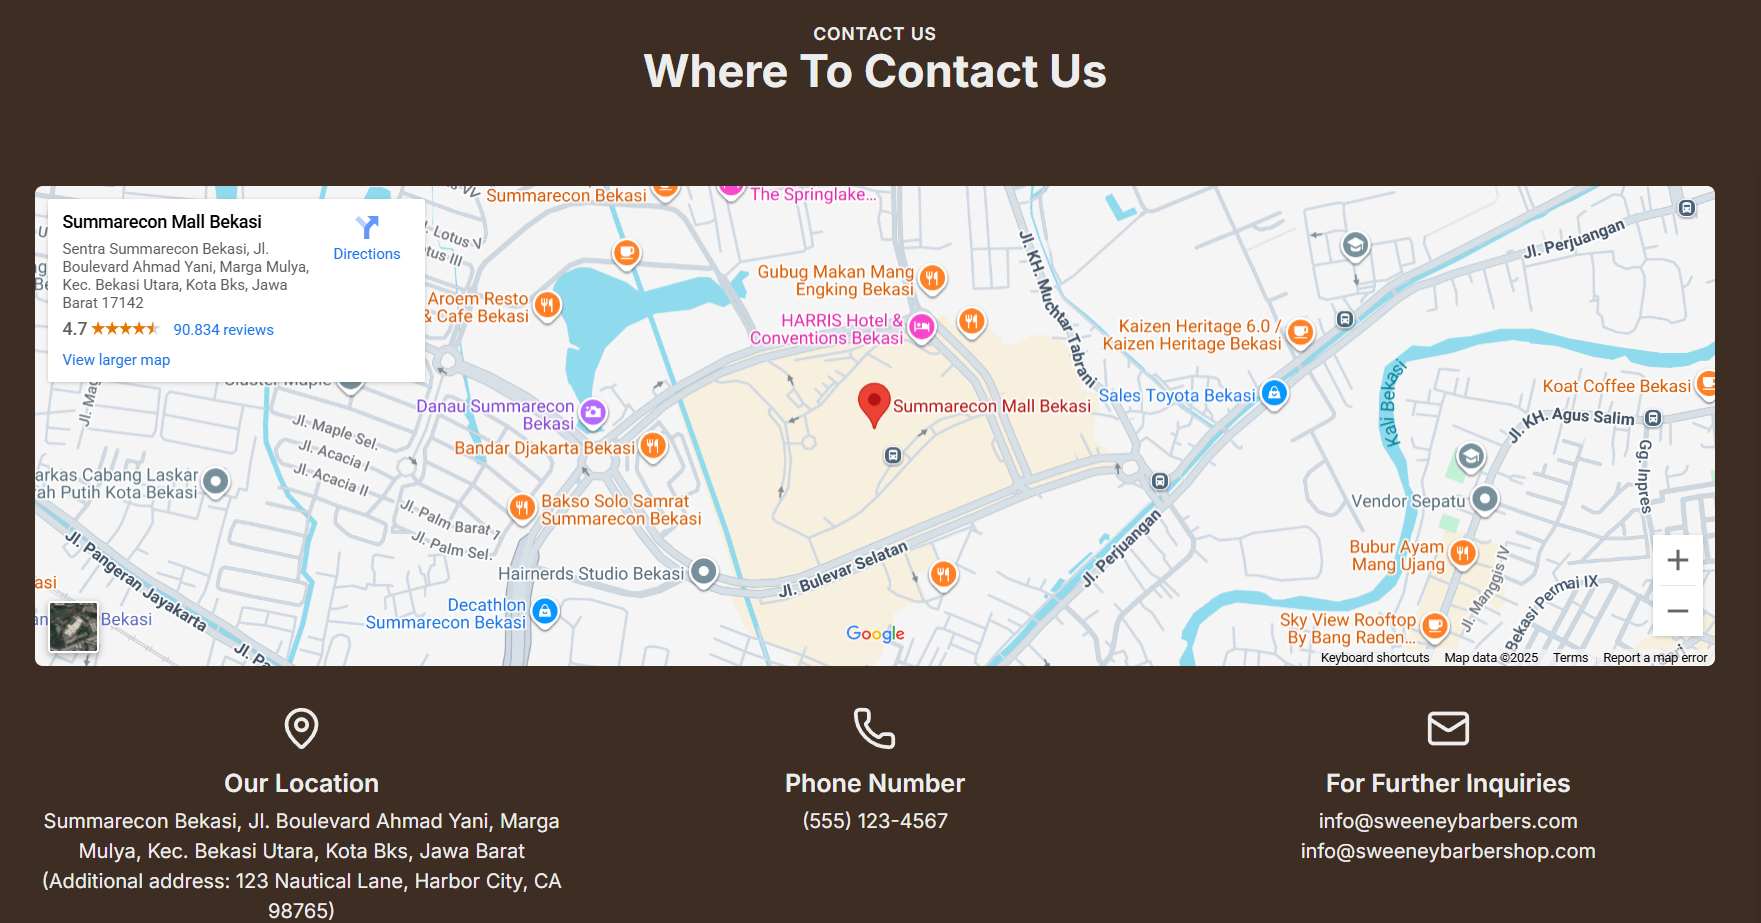 CONTACT US
Where To Contact Us
Summarecon Mall Bekasi
Sentra Summarecon Bekasi, Jl.
Boulevard Ahmad Yani, Marga Mulya,
Kec. Bekasi Utara, Kota Bks, Jawa
Barat 17142
4.7
90.834 reviews
View larger map
Directions
Summarecon Bekasi
The Springlake...
Lotus V
Aroem Resto
& Cafe Bekasi
Gubug Makan Mang
Engking Bekasi
HARRIS Hotel &
Conventions Bekasi
Jl. KH. Muchtar Tabrani
Jl. Perjuangan
Kaizen Heritage 6.0 /
Kaizen Heritage Bekasi
Sales Toyota Bekasi
Kali Bekasi
Koat Coffee Bekasi
Jl. KH. Agus Salim
Gg. Inpres
Summarecon Mall Bekasi
Danau Summarecon
Bekasi
Bandar Djakarta Bekasi
Jl. Maple Sel.
Jl. Acacia I
Jl. Acacia II
arkas Cabang Laskar
ah Putih Kota Bekasi
Bakso Solo Samrat
Summarecon Bekasi
Jl. Palm Barat 1
Jl. Palm Sel.
Vendor Sepatu
Jl. Pangeran Jayakarta
Hairnerds Studio Bekasi
Jl. Bulevar Selatan
Jl. Perjuangan
Bubur Ayam
Mang Ujang
Jl. Manggis IV
Bekasi Permai IX
asi
Bekasi
Decathlon
Summarecon Bekasi
Sky View Rooftop
By Bang Raden...
Google
Keyboard shortcuts
Map data ©2025
Terms
Report a map error
Our Location
Summarecon Bekasi, Jl. Boulevard Ahmad Yani, Marga
Mulya, Kec. Bekasi Utara, Kota Bks, Jawa Barat
(Additional address: 123 Nautical Lane, Harbor City, CA
98765)
Phone Number
(555) 123-4567
For Further Inquiries
info@sweeneybarbers.com
info@sweeneybarbershop.com